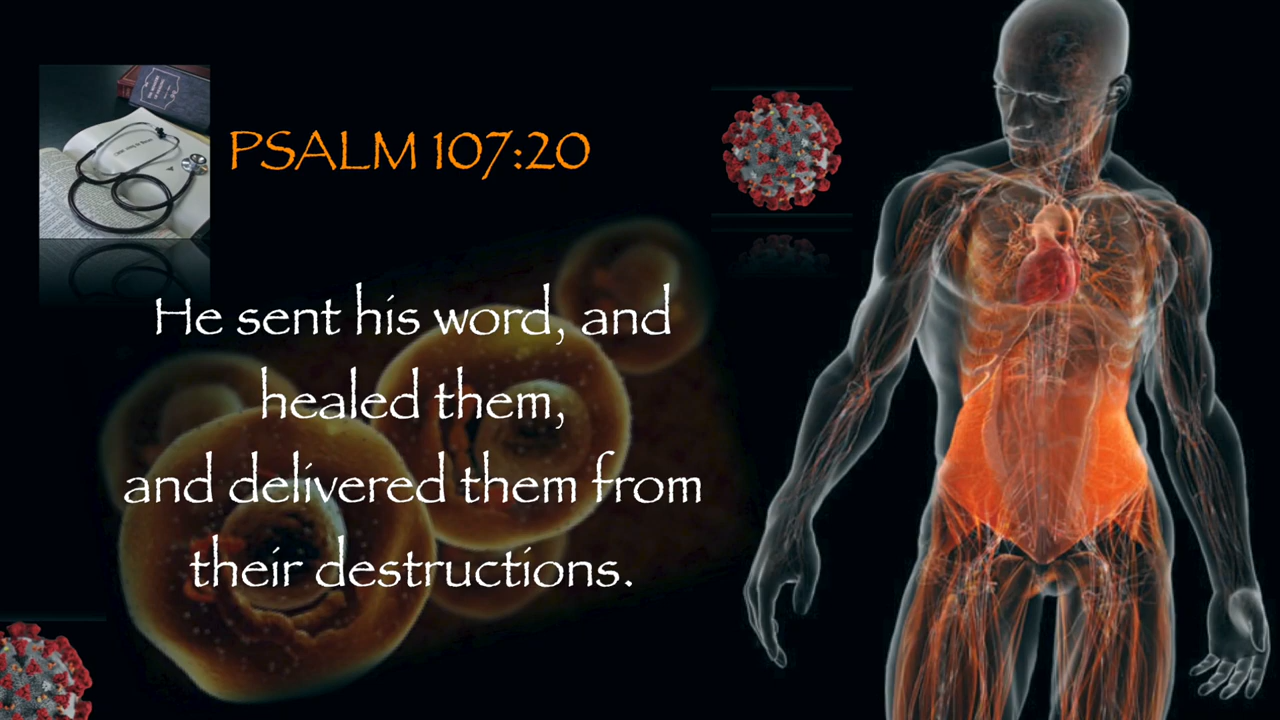 PSALM 107:20
He sent his word, and
healed them,
and delivered them from
their destructions.